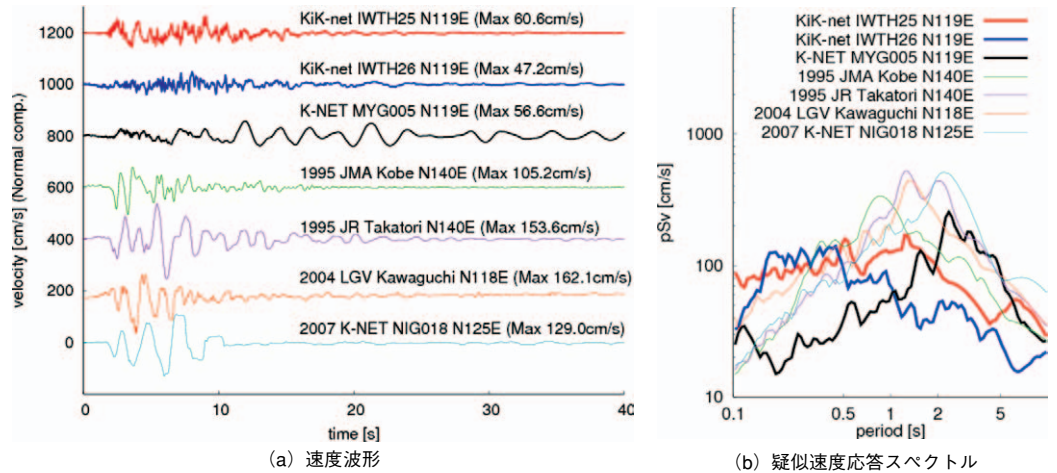 KiK-net IWTH25 N119E (Max 60.6cm/s)
KiK-net IWTH26 N119E (Max 47.2cm/s)
K-NET MYG005 N119E (Max 56.6cm/s)
1995 JMA Kobe N140E (Max 105.2cm/s)
1995 JR Takatori N140E (Max 153.6cm/s)
2004 LGV Kawaguchi N118E (Max 162.1cm/s)
2007 K-NET NIG018 N125E (Max 129.0cm/s)
velocity [cm/s] (Normal comp.)
1200
1000
800
600
400
200
0
0 10 20 30 40
time [s]
(a) 速度波形
KiK-net IWTH25 N119E
KiK-net IWTH26 N119E
K-NET MYG005 N119E
1995 JMA Kobe N140E
1995 JR Takatori N140E
2004 LGV Kawaguchi N118E
2007 K-NET NIG018 N125E
pSv [cm/s]
1000
100
10
0.1 0.5 1 2 5
period [s]
(b) 疑似速度応答スペクトル